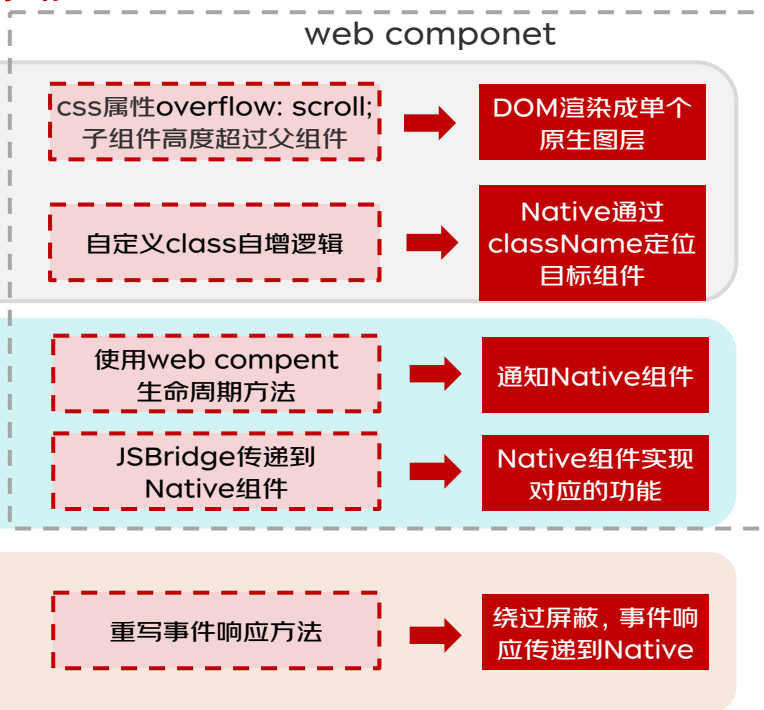 web componet
css属性overflow: scroll;
子组件高度超过父组件
DOM渲染成单个
原生图层
自定义class自增逻辑
Native通过
className定位
目标组件
使用web compent
生命周期方法
通知Native组件
JSBridge传递到
Native组件
Native组件实现
对应的功能
重写事件响应方法
绕过屏蔽，事件响
应传递到Native